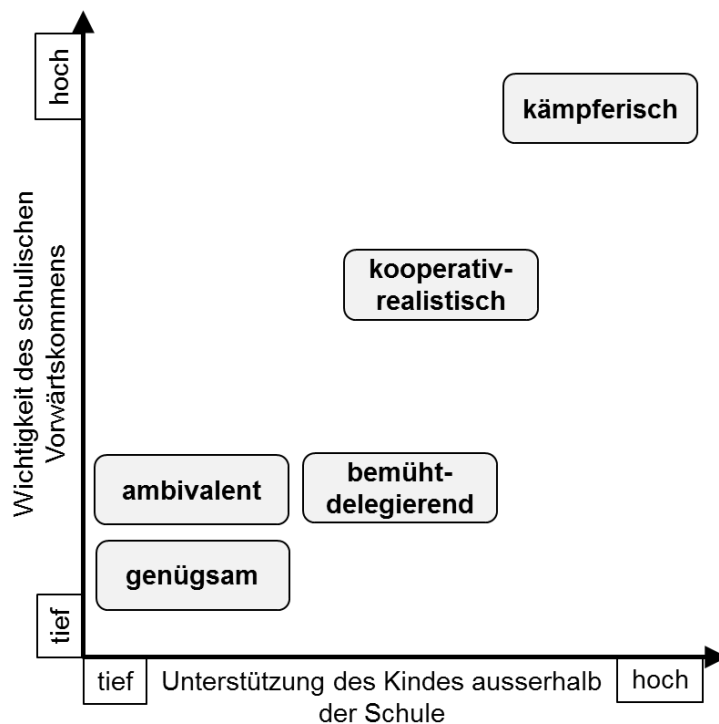 hoch
Wichtigkeit des schulischen
Vorwärtskommens
tief
kämpferisch
kooperativ-
realistisch
ambivalent
bemüht-
delegierend
genügsam
tief
Unterstützung des Kindes ausserhalb
der Schule
hoch